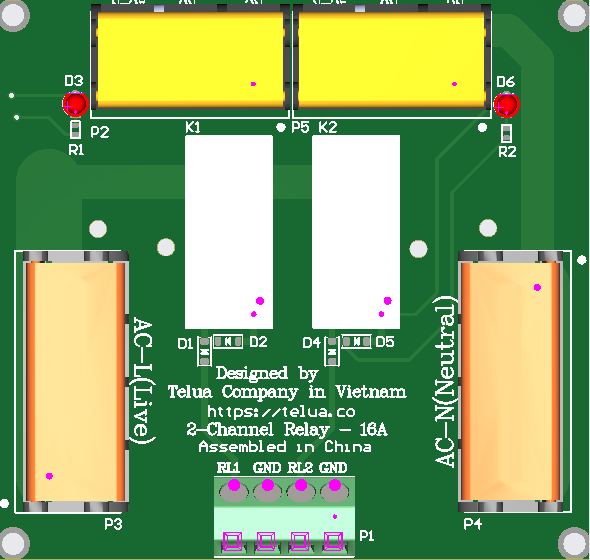 D3
D6
P2
K1
P5
K2
R1
R2
D1
D2
D4
D5
AC-L(Live)
AC-N(Neutral)
Designed by
Telua Company in Vietnam
https://telua.co
2-Channel Relay - 16A
Assembled in China
RL1 GND RL2 GND
P3
P1
P4